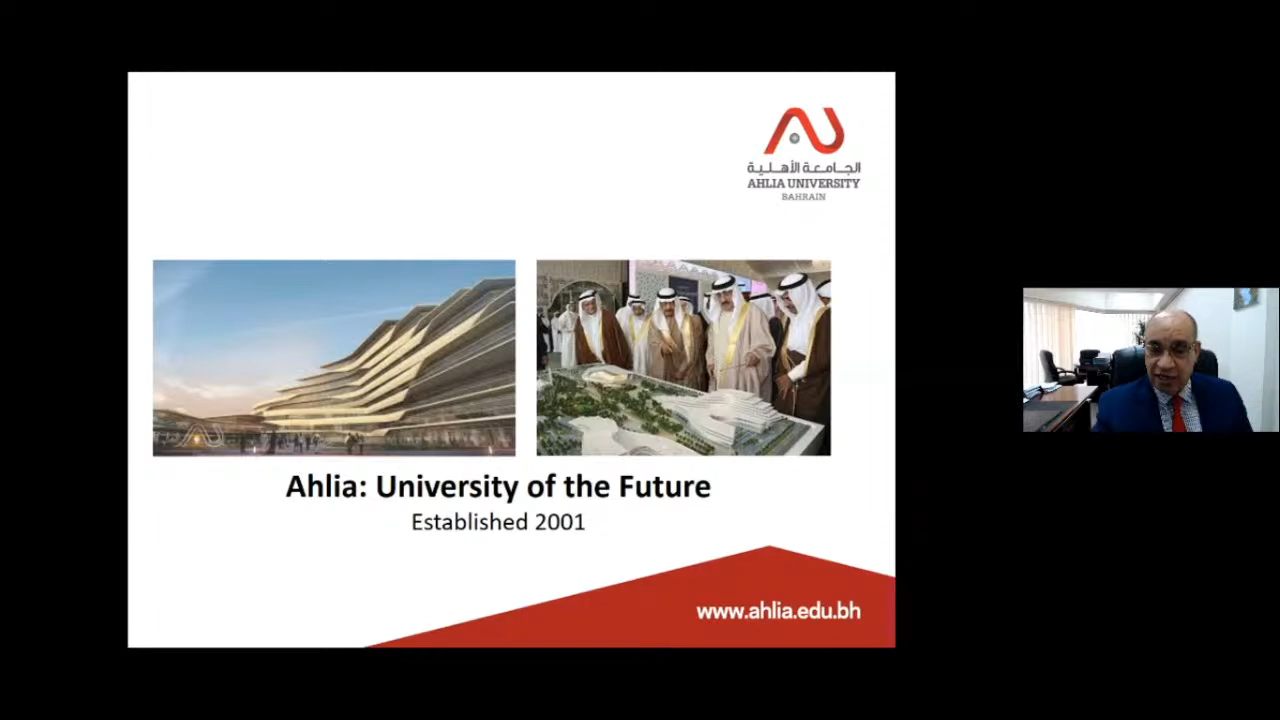 الجامعة الأهلية
AHLIA UNIVERSITY
BAHRAIN
Ahlia: University of the Future
Established 2001
www.ahlia.edu.bh